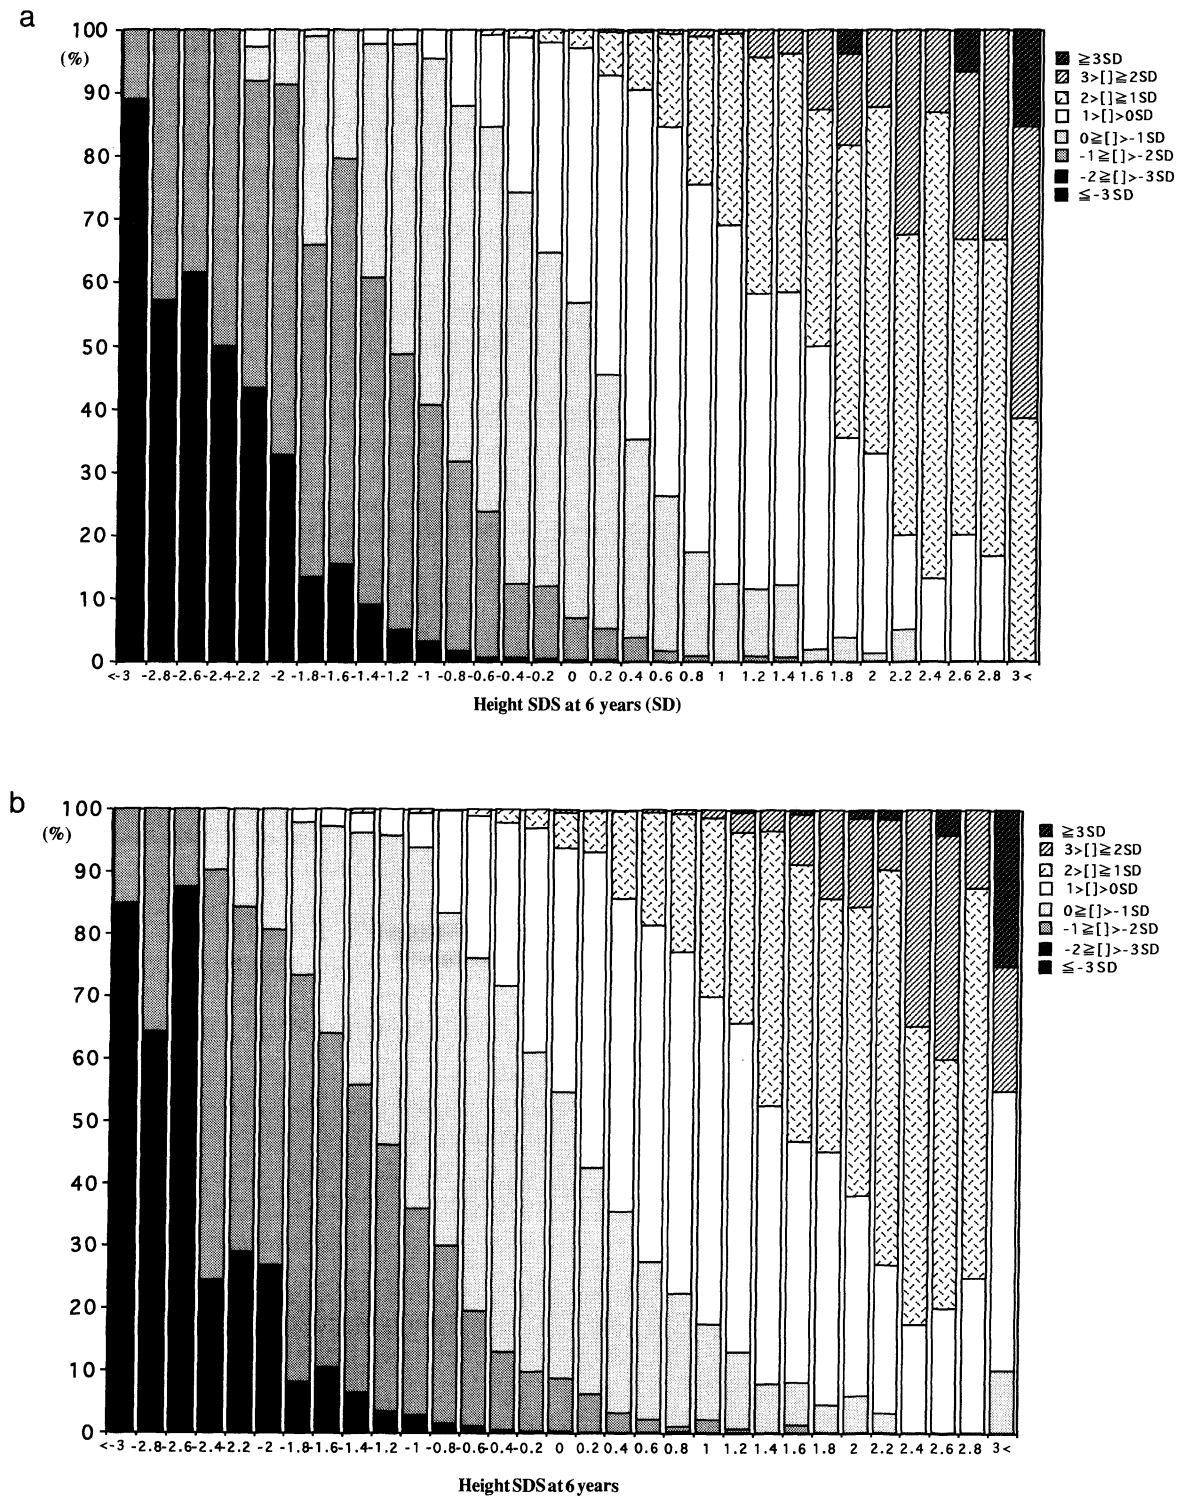 a
100
(%)
90
80
70
60
50
40
30
20
10
0
≧3SD
3>[]≧2SD
2>[]≧1SD
1>[]>0SD
0≧[]>-1SD
-1≧[]>-2SD
-2≧[]>-3SD
≦-3SD
<-3 -2.8 -2.6 -2.4 -2.2 -2 -1.8 -1.6 -1.4 -1.2 -1 -0.8 -0.6 -0.4 -0.2 0 0.2 0.4 0.6 0.8 1 1.2 1.4 1.6 1.8 2 2.2 2.4 2.6 2.8 3<
Height SDS at 6 years (SD)
b
100
(%)
90
80
70
60
50
40
30
20
10
0
≧3SD
3>[]≧2SD
2>[]≧1SD
1>[]>0SD
0≧[]>-1SD
-1≧[]>-2SD
-2≧[]>-3SD
≦-3SD
<-3 -2.8 -2.6 -2.4 -2.2 -2 -1.8 -1.6 -1.4 -1.2 -1 -0.8 -0.6 -0.4 -0.2 0 0.2 0.4 0.6 0.8 1 1.2 1.4 1.6 1.8 2 2.2 2.4 2.6 2.8 3<
Height SDS at 6 years